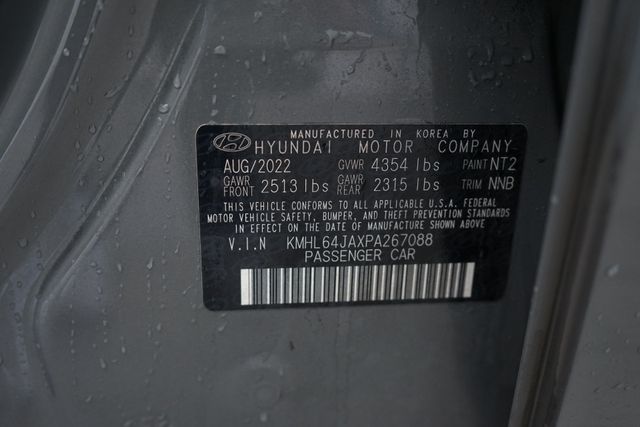 MANUFACTURED IN KOREA BY
HYUNDAI MOTOR COMPANY
AUG/2022 GVWR 4354 lbs PAINT NT2
GAWR FRONT 2513 lbs GAWR REAR 2315 lbs TRIM NNB
THIS VEHICLE CONFORMS TO ALL APPLICABLE U.S.A. FEDERAL
MOTOR VEHICLE SAFETY, BUMPER, AND THEFT PREVENTION STANDARDS
IN EFFECT ON THE DATE OF MANUFACTURE SHOWN ABOVE
V.I.N KMHL64JAXPA267088
PASSENGER CAR